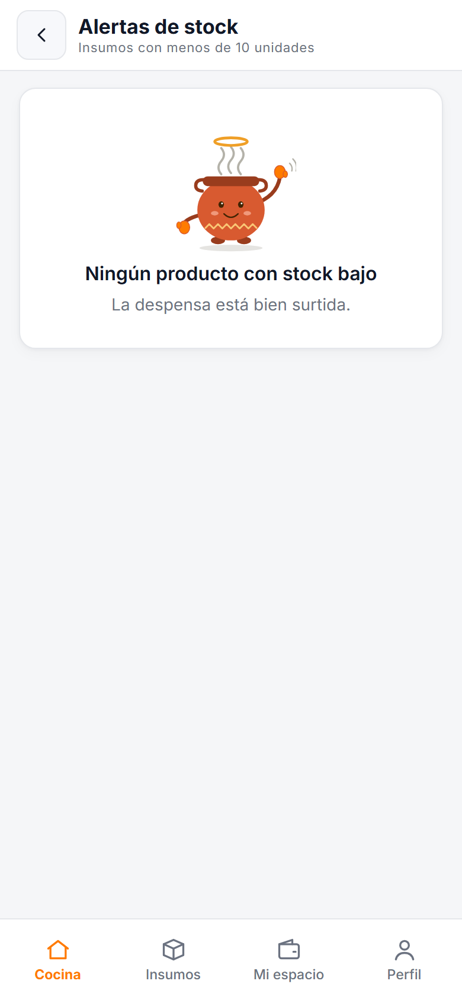 Alertas de stock
Insumos con menos de 10 unidades
Ningún producto con stock bajo
La despensa está bien surtida.
Cocina
Insumos
Mi espacio
Perfil